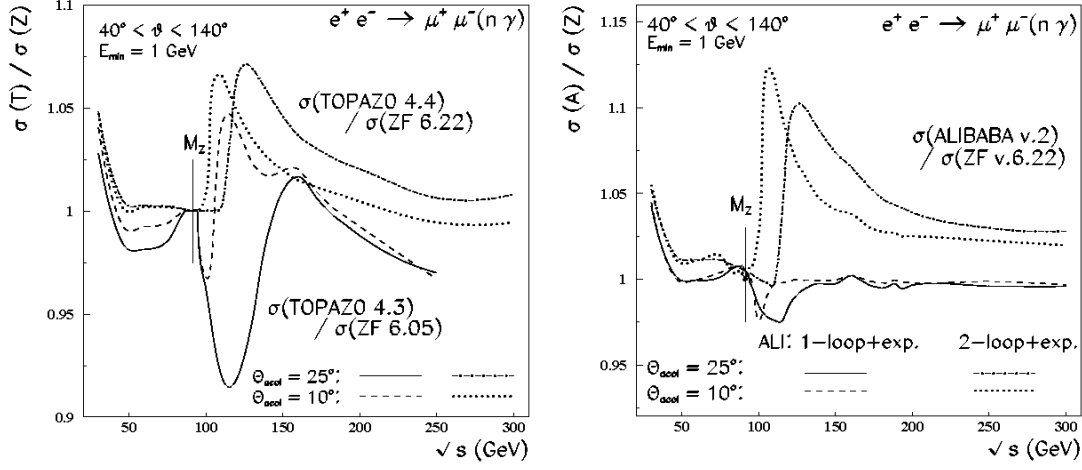 σ (T) / σ (Z)
1.1
1.05
1
0.95
0.9
40° < ϑ < 140°
E_min = 1 GeV
e⁺ e⁻ → μ⁺ μ⁻(n γ)
σ(TOPAZ0 4.4)
/ σ(ZF 6.22)
M_Z
σ(TOPAZ0 4.3)
/ σ(ZF 6.05)
Θ_acol = 25°:
Θ_acol = 10°:
50 100 150 200 250 300
√ s (GeV)
σ (A) / σ (Z)
1.15
1.1
1.05
1
0.95
40° < ϑ < 140°
E_min = 1 GeV
e⁺ e⁻ → μ⁺ μ⁻(n γ)
σ(ALIBABA v.2)
/ σ(ZF v.6.22)
M_Z
ALI: 1-loop+exp. 2-loop+exp.
Θ_acol = 25°:
Θ_acol = 10°:
50 100 150 200 250 300
√ s (GeV)